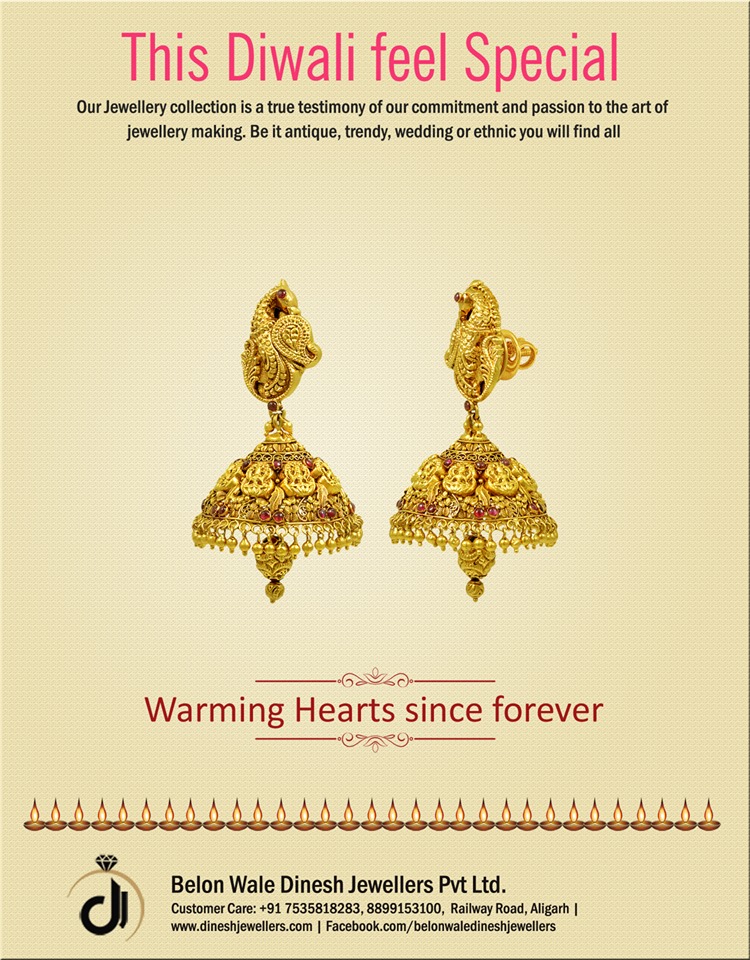 This Diwali feel Special
Our Jewellery collection is a true testimony of our commitment and passion to the art of
jewellery making. Be it antique, trendy, wedding or ethnic you will find all
Warming Hearts since forever
Belon Wale Dinesh Jewellers Pvt Ltd.
Customer Care: +91 7535818283, 8899153100, Railway Road, Aligarh |
www.dineshjewellers.com | Facebook.com/belonwaledineshjewellers